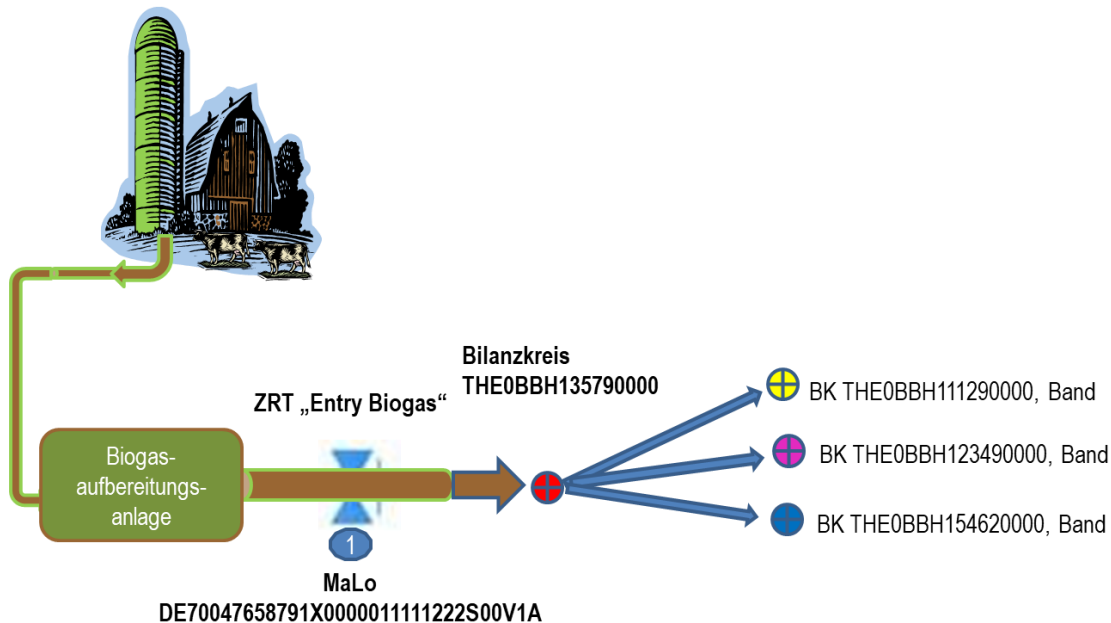 Bilanzkreis
THE0BBH135790000
ZRT „Entry Biogas“
BK THE0BBH111290000, Band
BK THE0BBH123490000, Band
BK THE0BBH154620000, Band
Biogas-
aufbereitungs-
anlage
1
MaLo
DE70047658791X0000011111222S00V1A